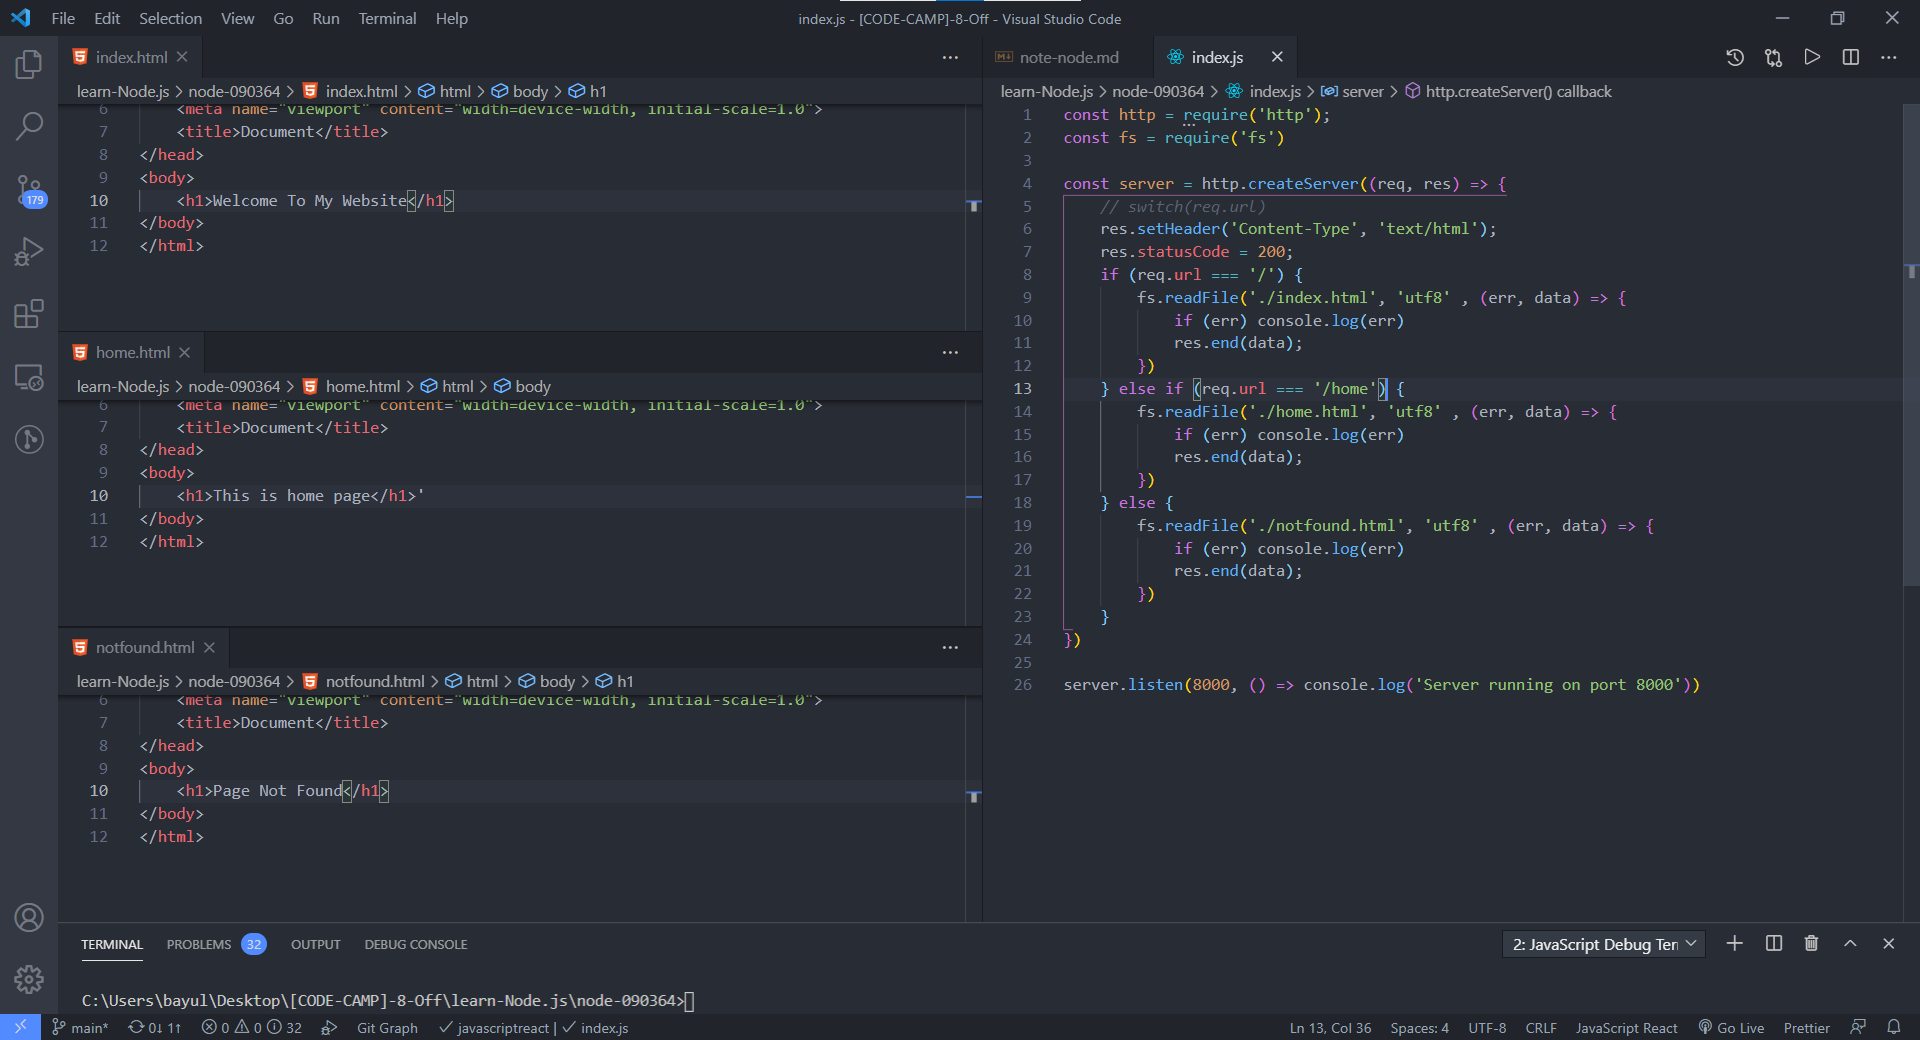 File Edit Selection View Go Run Terminal Help
index.js - [CODE-CAMP]-8-Off - Visual Studio Code
index.html
learn-Node.js > node-090364 > index.html > html > body > h1
6 <meta name="viewport" content="width=device-width, initial-scale=1.0">
7 <title>Document</title>
8 </head>
9 <body>
10 <h1>Welcome To My Website</h1>
11 </body>
12 </html>
home.html
learn-Node.js > node-090364 > home.html > html > body
6 <meta name="viewport" content="width=device-width, initial-scale=1.0">
7 <title>Document</title>
8 </head>
9 <body>
10 <h1>This is home page</h1>'
11 </body>
12 </html>
notfound.html
learn-Node.js > node-090364 > notfound.html > html > body > h1
6 <meta name="viewport" content="width=device-width, initial-scale=1.0">
7 <title>Document</title>
8 </head>
9 <body>
10 <h1>Page Not Found</h1>
11 </body>
12 </html>
note-node.md index.js
learn-Node.js > node-090364 > index.js > server > http.createServer() callback
1 const http = require('http');
2 const fs = require('fs')
3
4 const server = http.createServer((req, res) => {
5 // switch(req.url)
6 res.setHeader('Content-Type', 'text/html');
7 res.statusCode = 200;
8 if (req.url === '/') {
9 fs.readFile('./index.html', 'utf8' , (err, data) => {
10 if (err) console.log(err)
11 res.end(data);
12 })
13 } else if (req.url === '/home') {
14 fs.readFile('./home.html', 'utf8' , (err, data) => {
15 if (err) console.log(err)
16 res.end(data);
17 })
18 } else {
19 fs.readFile('./notfound.html', 'utf8' , (err, data) => {
20 if (err) console.log(err)
21 res.end(data);
22 })
23 }
24 })
25
26 server.listen(8000, () => console.log('Server running on port 8000'))
179
TERMINAL PROBLEMS 32 OUTPUT DEBUG CONSOLE
2: JavaScript Debug Ter
C:\Users\bayul\Desktop\[CODE-CAMP]-8-Off\learn-Node.js\node-090364>
main* 0↓ 1↑ 0 0 32 Git Graph javascriptreact | index.js
Ln 13, Col 36 Spaces: 4 UTF-8 CRLF JavaScript React Go Live Prettier